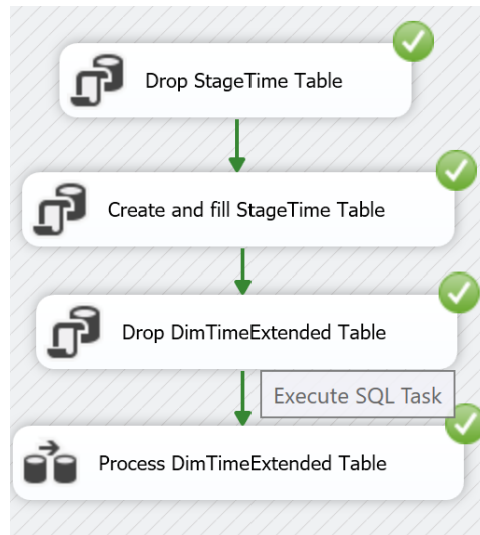 Drop StageTime Table
Create and fill StageTime Table
Drop DimTimeExtended Table
Execute SQL Task
Process DimTimeExtended Table